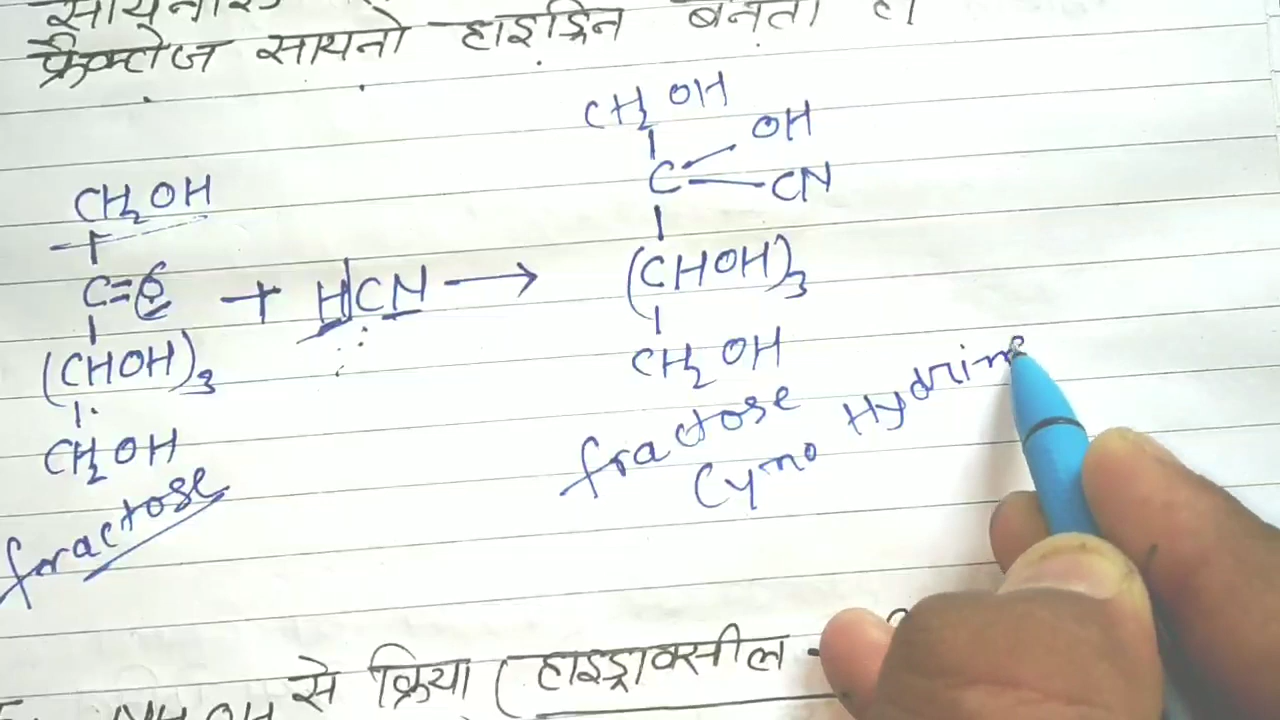 फ्रैक्टोज सायनो हाइड्रिन बनता है।
CH2OH
C=O + HCN →
(CHOH)3
CH2OH
fractose
CH2OH
C OH
CN
(CHOH)3
CH2OH
fractose
Cyno Hydrine
से क्रिया (हाइड्राक्सील -